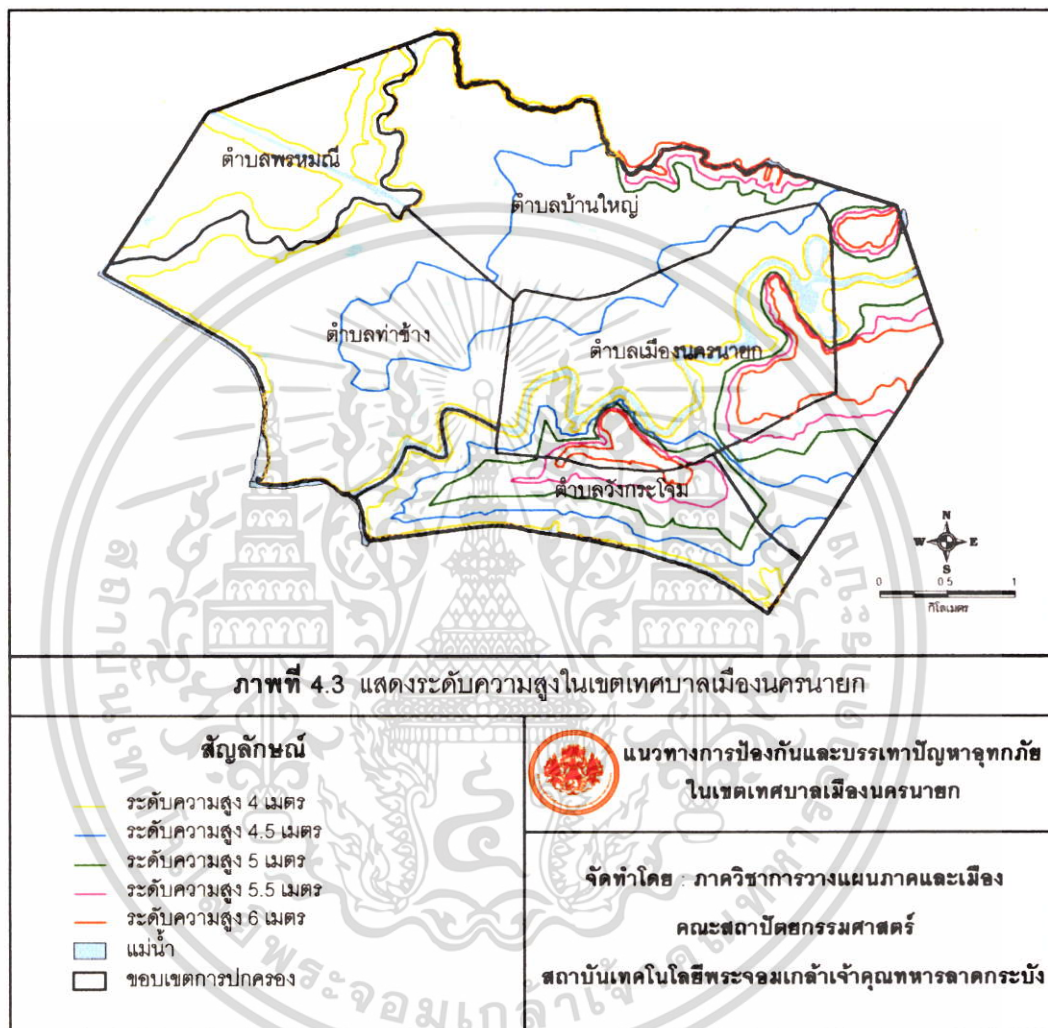 ตำบลพรหมณี
ตำบลบ้านใหญ่
ตำบลท่าช้าง
ตำบลเมืองนครนายก
ตำบลวังกระโจม
N
W E
S
0 0.5 1
กิโลเมตร
ภาพที่ 4.3 แสดงระดับความสูงในเขตเทศบาลเมืองนครนายก
สัญลักษณ์
ระดับความสูง 4 เมตร
ระดับความสูง 4.5 เมตร
ระดับความสูง 5 เมตร
ระดับความสูง 5.5 เมตร
ระดับความสูง 6 เมตร
แม่น้ำ
ขอบเขตการปกครอง
แนวทางการป้องกันและบรรเทาปัญหาอุทกภัย
ในเขตเทศบาลเมืองนครนายก
จัดทำโดย : ภาควิชาการวางแผนภาคและเมือง
คณะสถาปัตยกรรมศาสตร์
สถาบันเทคโนโลยีพระจอมเกล้าเจ้าคุณทหารลาดกระบัง